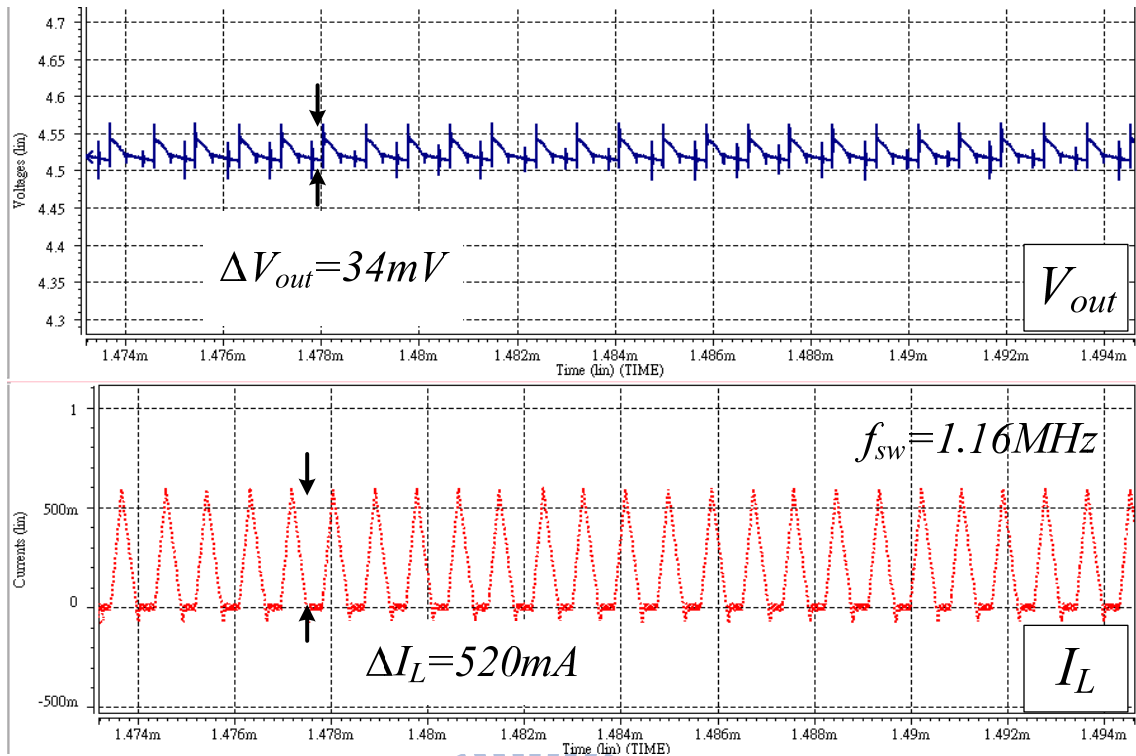 4.7
4.65
4.6
4.55
4.5
4.45
4.4
4.35
4.3
Voltages (lin)
ΔVout=34mV
Vout
1.474m 1.476m 1.478m 1.48m 1.482m 1.484m 1.486m 1.488m 1.49m 1.492m 1.494m
Time (lin) (TIME)
1
500m
0
-500m
Currents (lin)
fsw=1.16MHz
ΔIL=520mA
IL
1.474m 1.476m 1.478m 1.48m 1.482m 1.484m 1.486m 1.488m 1.49m 1.492m 1.494m
Time (lin) (TIME)